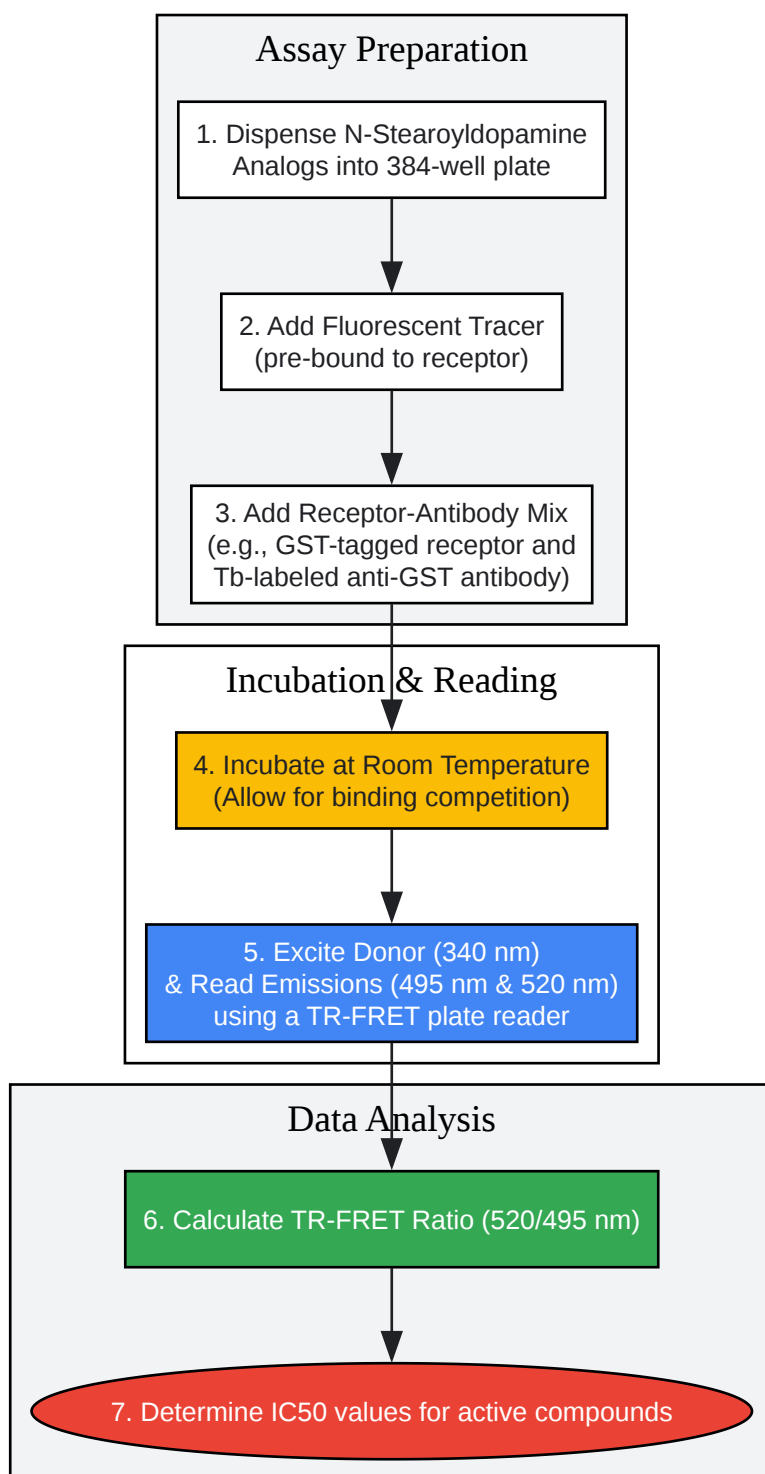 Assay Preparation
1. Dispense N-Stearoyldopamine
Analogs into 384-well plate
2. Add Fluorescent Tracer
(pre-bound to receptor)
3. Add Receptor-Antibody Mix
(e.g., GST-tagged receptor and
Tb-labeled anti-GST antibody)
Incubation & Reading
4. Incubate at Room Temperature
(Allow for binding competition)
5. Excite Donor (340 nm)
& Read Emissions (495 nm & 520 nm)
using a TR-FRET plate reader
Data Analysis
6. Calculate TR-FRET Ratio (520/495 nm)
7. Determine IC50 values for active compounds